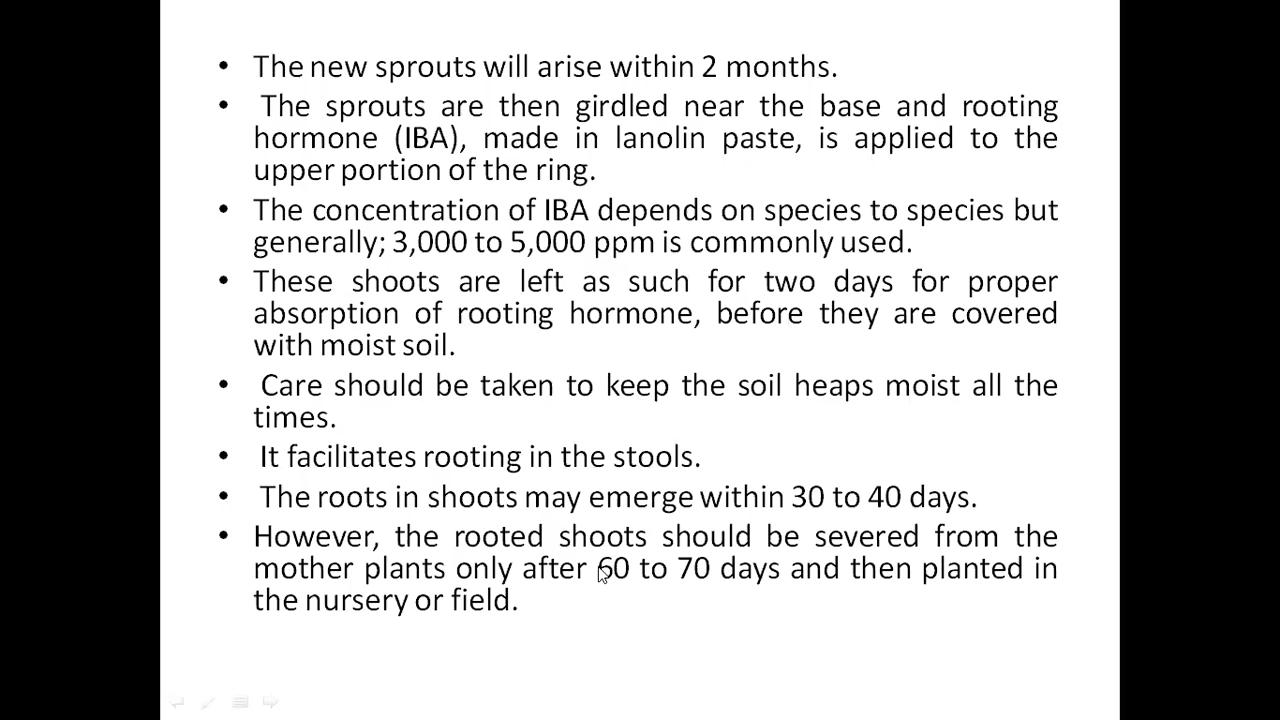 • The new sprouts will arise within 2 months.
• The sprouts are then girdled near the base and rooting
hormone (IBA), made in lanolin paste, is applied to the
upper portion of the ring.
• The concentration of IBA depends on species to species but
generally; 3,000 to 5,000 ppm is commonly used.
• These shoots are left as such for two days for proper
absorption of rooting hormone, before they are covered
with moist soil.
• Care should be taken to keep the soil heaps moist all the
times.
• It facilitates rooting in the stools.
• The roots in shoots may emerge within 30 to 40 days.
• However, the rooted shoots should be severed from the
mother plants only after 60 to 70 days and then planted in
the nursery or field.